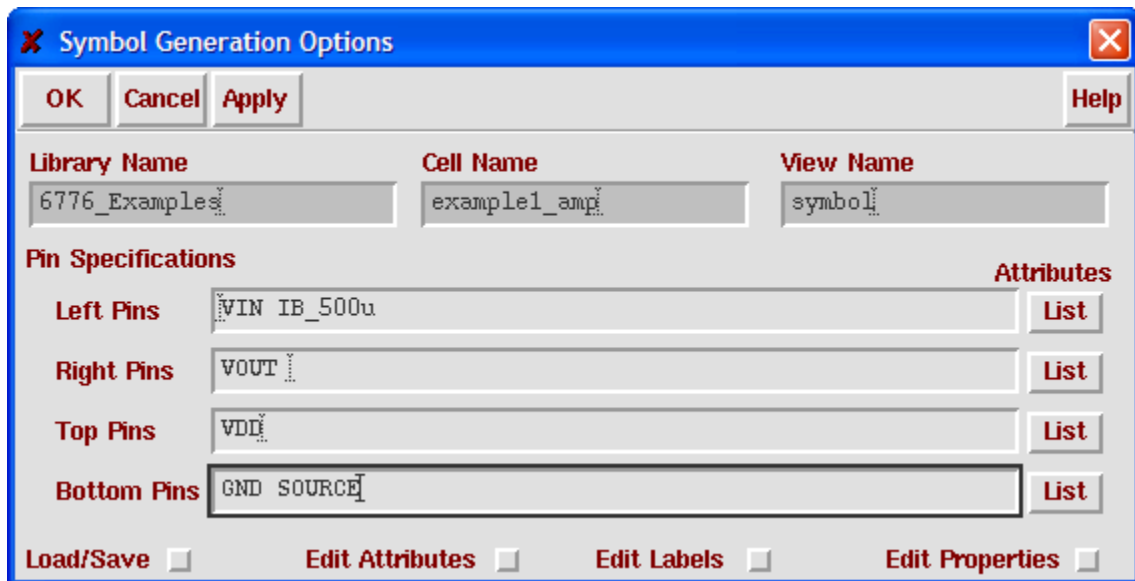 Symbol Generation Options
OK Cancel Apply Help
Library Name Cell Name View Name
6776_Examples example1_amp symbol
Pin Specifications
Attributes
Left Pins VIN IB_500u List
Right Pins VOUT List
Top Pins VDD List
Bottom Pins GND SOURCE List
Load/Save Edit Attributes Edit Labels Edit Properties